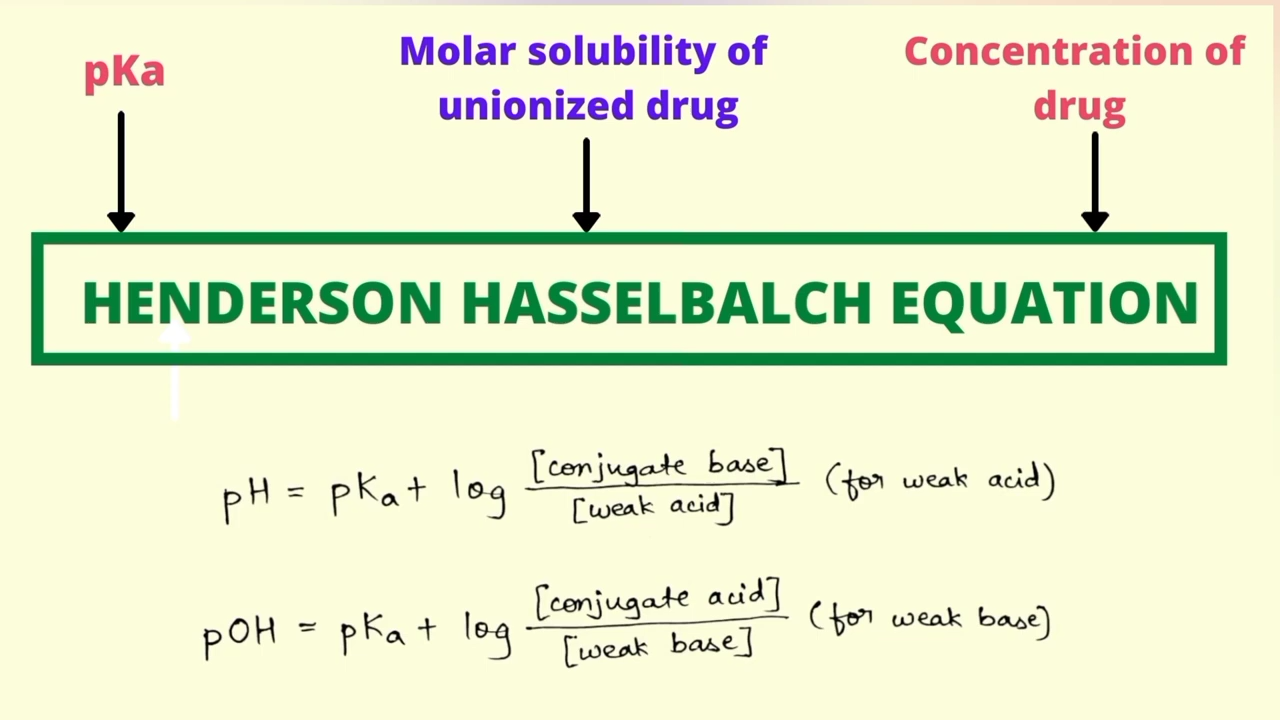 pKa
Molar solubility of
unionized drug
Concentration of
drug
HENDERSON HASSELBALCH EQUATION
pH = pKa + log [conjugate base] / [weak acid] (for weak acid)
pOH = pKa + log [conjugate acid] / [weak base] (for weak base)